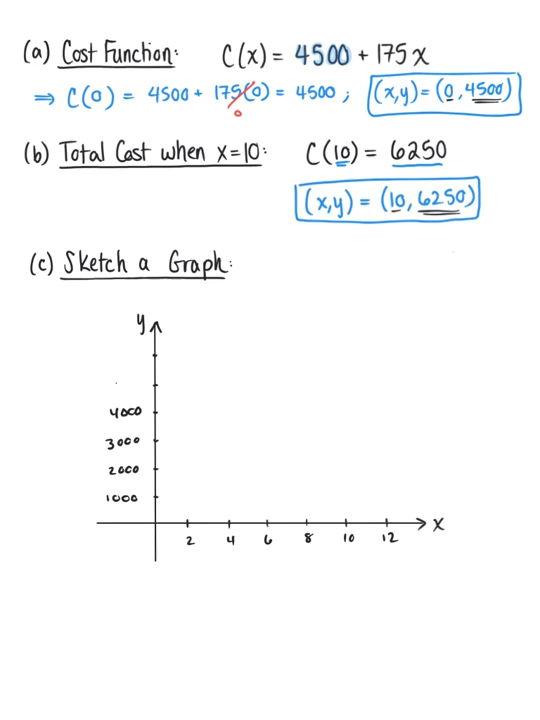 (a) Cost Function: C(x) = 4500 + 175x
⇒ C(0) = 4500 + 175(0) = 4500 ; (x,y) = (0, 4500)
0
(b) Total Cost when x=10: C(10) = 6250
(x,y) = (10, 6250)
(c) Sketch a Graph:
y
4000
3000
2000
1000
x
2 4 6 8 10 12